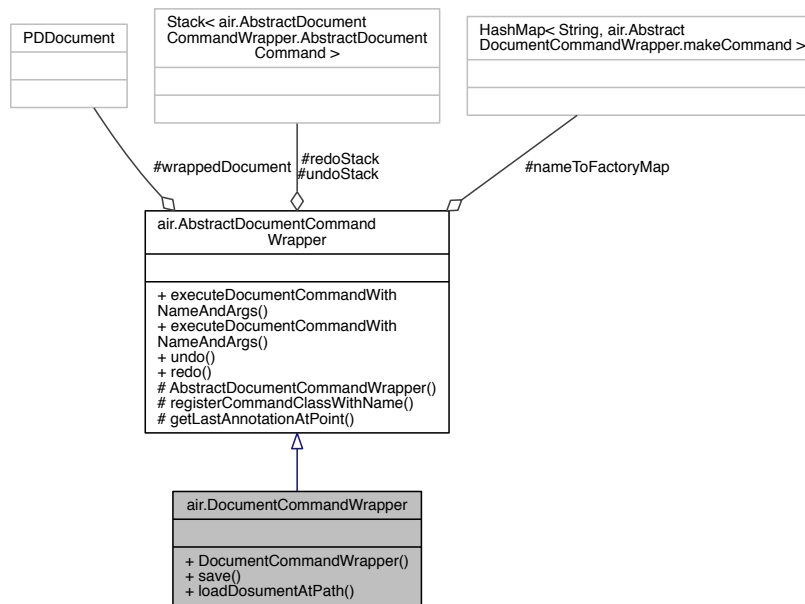 PDDocument
Stack< air.AbstractDocument
CommandWrapper.AbstractDocument
Command >
HashMap< String, air.Abstract
DocumentCommandWrapper.makeCommand >
#wrappedDocument
#redoStack
#undoStack
#nameToFactoryMap
air.AbstractDocumentCommand
Wrapper
+ executeDocumentCommandWith
NameAndArgs()
+ executeDocumentCommandWith
NameAndArgs()
+ undo()
+ redo()
# AbstractDocumentCommandWrapper()
# registerCommandClassWithName()
# getLastAnnotationAtPoint()
air.DocumentCommandWrapper
+ DocumentCommandWrapper()
+ save()
+ loadDosumentAtPath()